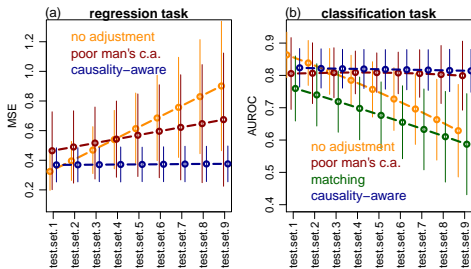 (a) regression task
no adjustment
poor man's c.a.
causality−aware
MSE
0.2 0.4 0.6 0.8 1.0 1.2
test.set.1 test.set.2 test.set.3 test.set.4 test.set.5 test.set.6 test.set.7 test.set.8 test.set.9
(b) classification task
AUROC
0.4 0.5 0.6 0.7 0.8 0.9
no adjustment
poor man's c.a.
matching
causality−aware
test.set.1 test.set.2 test.set.3 test.set.4 test.set.5 test.set.6 test.set.7 test.set.8 test.set.9